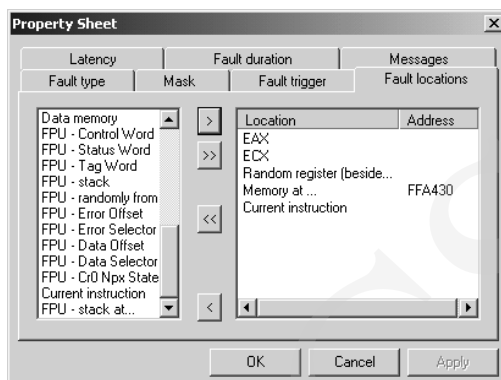 Property Sheet
Latency Fault duration Messages
Fault type Mask Fault trigger Fault locations
Data memory
FPU - Control Word
FPU - Status Word
FPU - Tag Word
FPU - stack
FPU - randomly from
FPU - Error Offset
FPU - Error Selector
FPU - Data Offset
FPU - Data Selector
FPU - Cr0 Npx State
Current instruction
FPU - stack at...
>
>>
<<
<
Location Address
EAX
ECX
Random register (beside...
Memory at ... FFA430
Current instruction
OK Cancel Apply